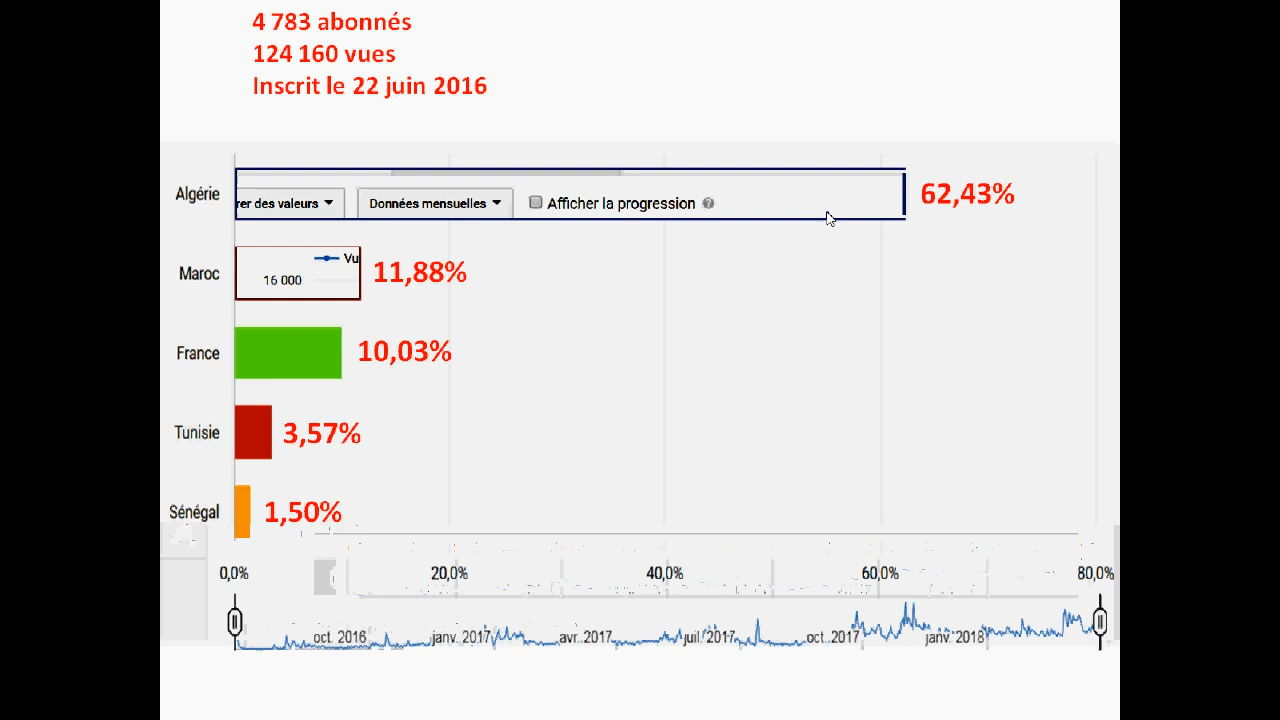 4 783 abonnés
124 160 vues
Inscrit le 22 juin 2016
Algérie
rer des valeurs Données mensuelles Afficher la progression ?
62,43%
Maroc
Vu
16 000
11,88%
France 10,03%
Tunisie 3,57%
Sénégal 1,50%
0,0% 20,0% 40,0% 60,0% 80,0%
oct. 2016 janv. 2017 avr. 2017 juil. 2017 oct. 2017 janv. 2018